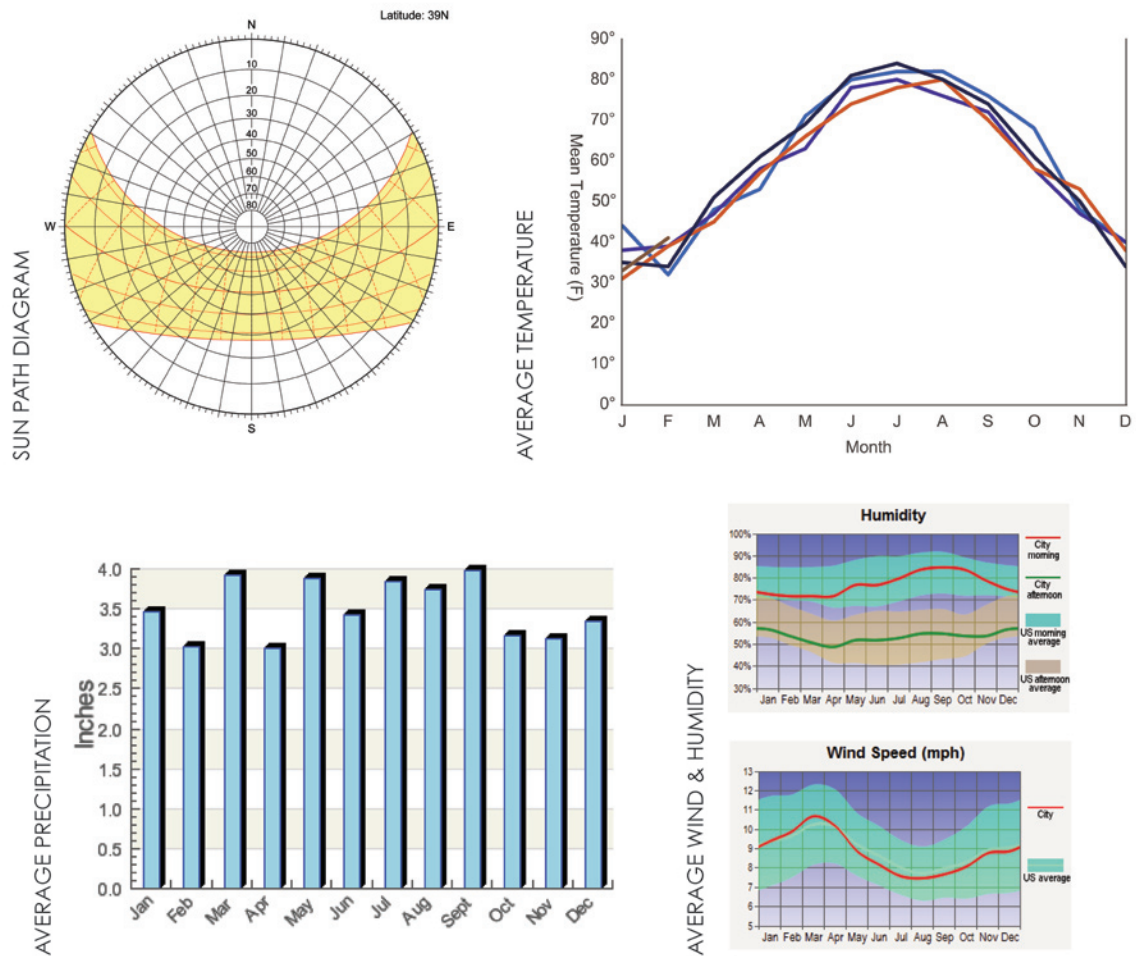 Latitude: 39N
N
10
20
30
40
50
60
70
80
W
E
S
SUN PATH DIAGRAM
90°
80°
70°
60°
50°
40°
30°
20°
10°
0°
Mean Temperature (F)
J F M A M J J A S O N D
Month
AVERAGE TEMPERATURE
4.0
3.5
3.0
2.5
2.0
1.5
1.0
0.5
0.0
Inches
Jan Feb Mar Apr May Jun Jul Aug Sept Oct Nov Dec
AVERAGE PRECIPITATION
Humidity
100%
90%
80%
70%
60%
50%
40%
30%
Jan Feb Mar Apr May Jun Jul Aug Sep Oct Nov Dec
City
morning
City
afternoon
US morning
average
US afternoon
average
Wind Speed (mph)
13
12
11
10
9
8
7
6
5
Jan Feb Mar Apr May Jun Jul Aug Sep Oct Nov Dec
City
US average
AVERAGE WIND & HUMIDITY